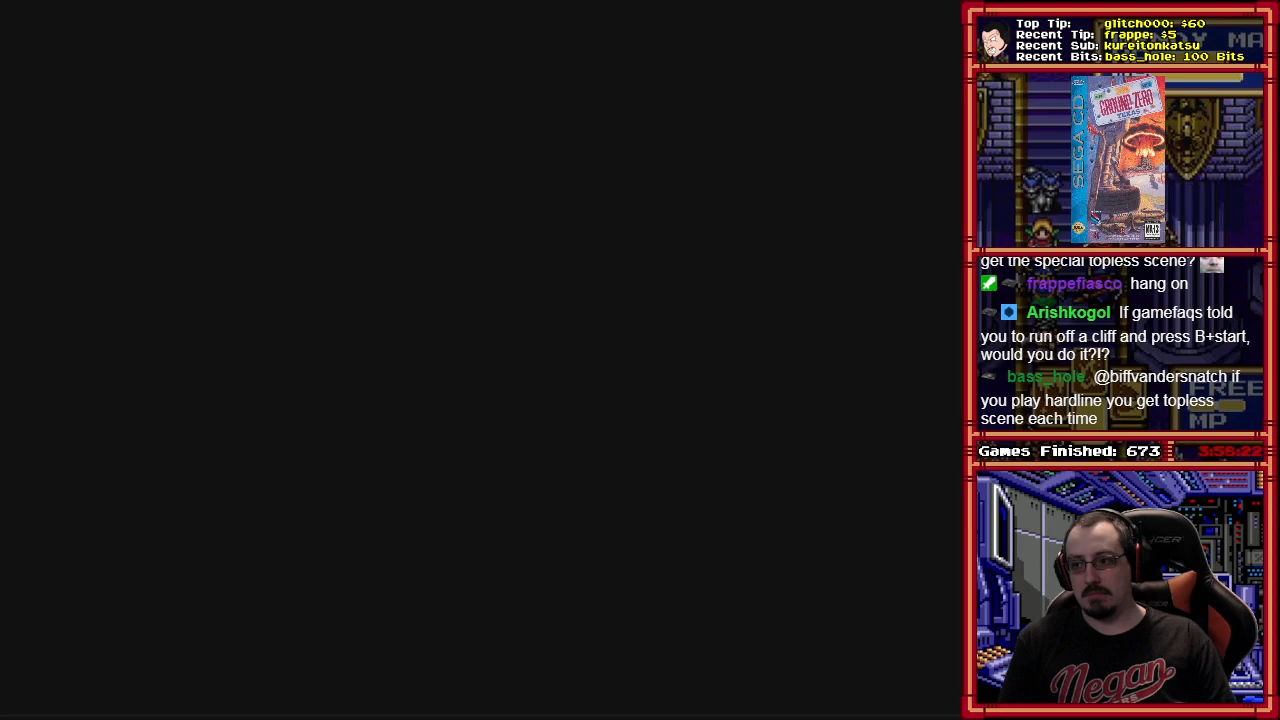 Top Tip: glitch000: $60
Recent Tip: frappe: $5
Recent Sub: kureitonkatsu
Recent Bits: bass_hole: 100 Bits
SEGA CD
GROUND ZERO
TEXAS
get the special topless scene?
frappefiasco hang on
Arishkogol If gamefaqs told
you to run off a cliff and press B+start,
would you do it?!?
bass_hole @biffvandersnatch if
you play hardline you get topless
scene each time
FREE
MP
Games Finished: 673
3:56:22
Negan